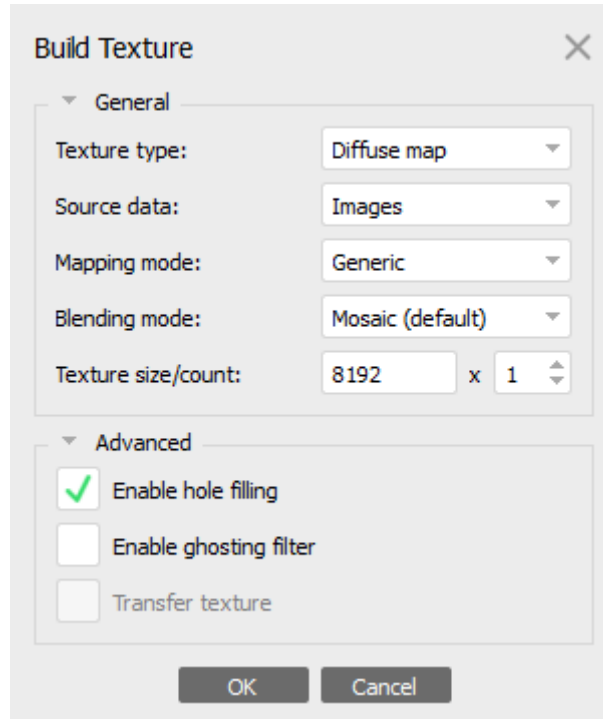 Build Texture
General
Texture type: Diffuse map
Source data: Images
Mapping mode: Generic
Blending mode: Mosaic (default)
Texture size/count: 8192 x 1
Advanced
Enable hole filling
Enable ghosting filter
Transfer texture
OK Cancel